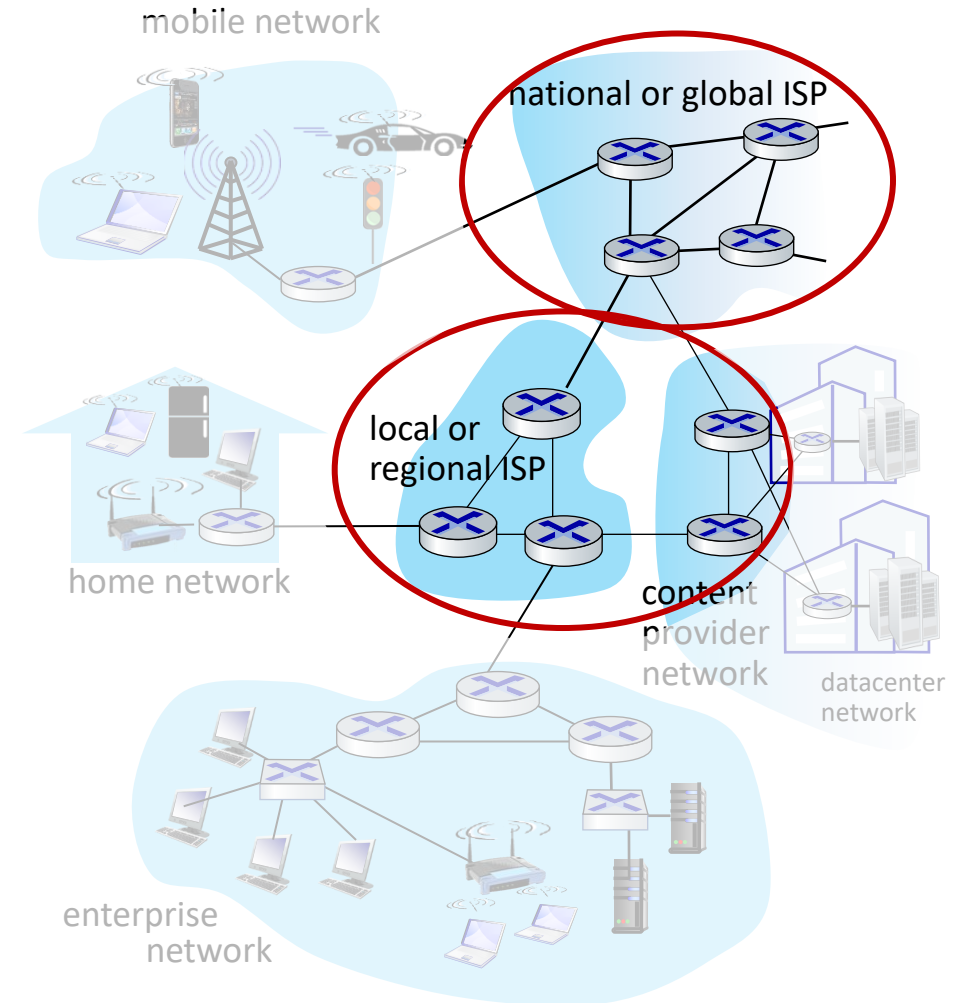 mobile network
national or global ISP
local or
regional ISP
home network
content
provider
network
datacenter
network
enterprise
network